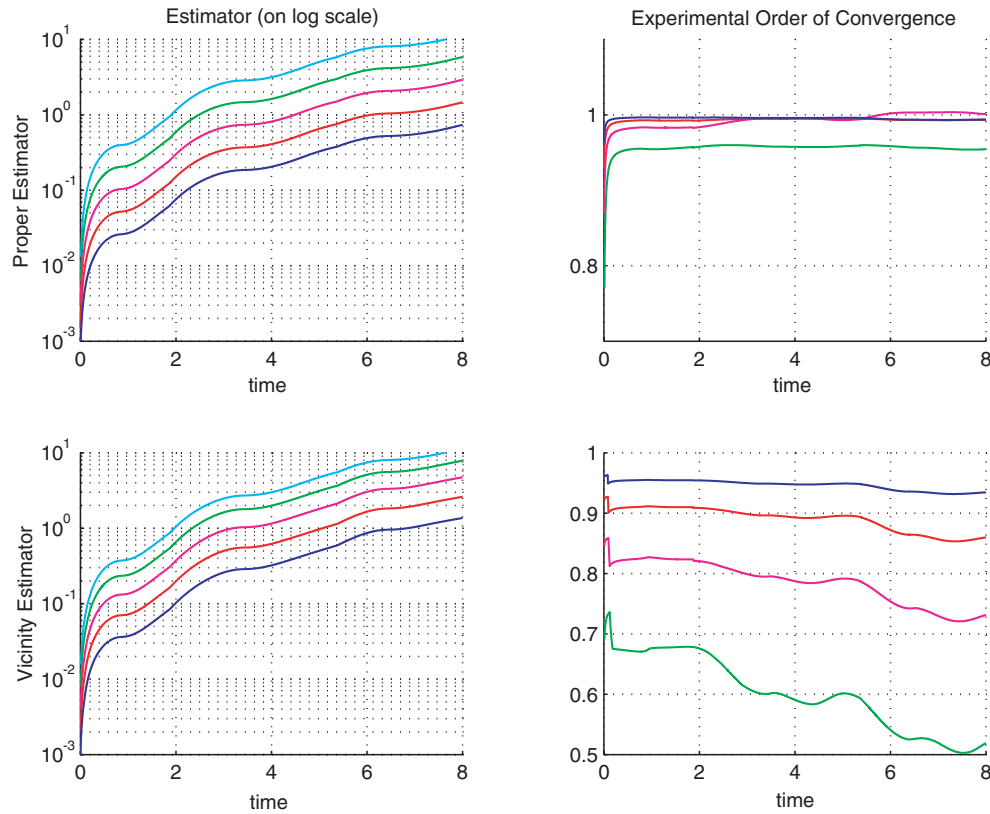 Estimator (on log scale)
Experimental Order of Convergence
Proper Estimator
10^1
10^0
10^-1
10^-2
10^-3
0 2 4 6 8
time
1
0.8
0 2 4 6 8
time
Vicinity Estimator
10^1
10^0
10^-1
10^-2
10^-3
0 2 4 6 8
time
1
0.9
0.8
0.7
0.6
0.5
0 2 4 6 8
time